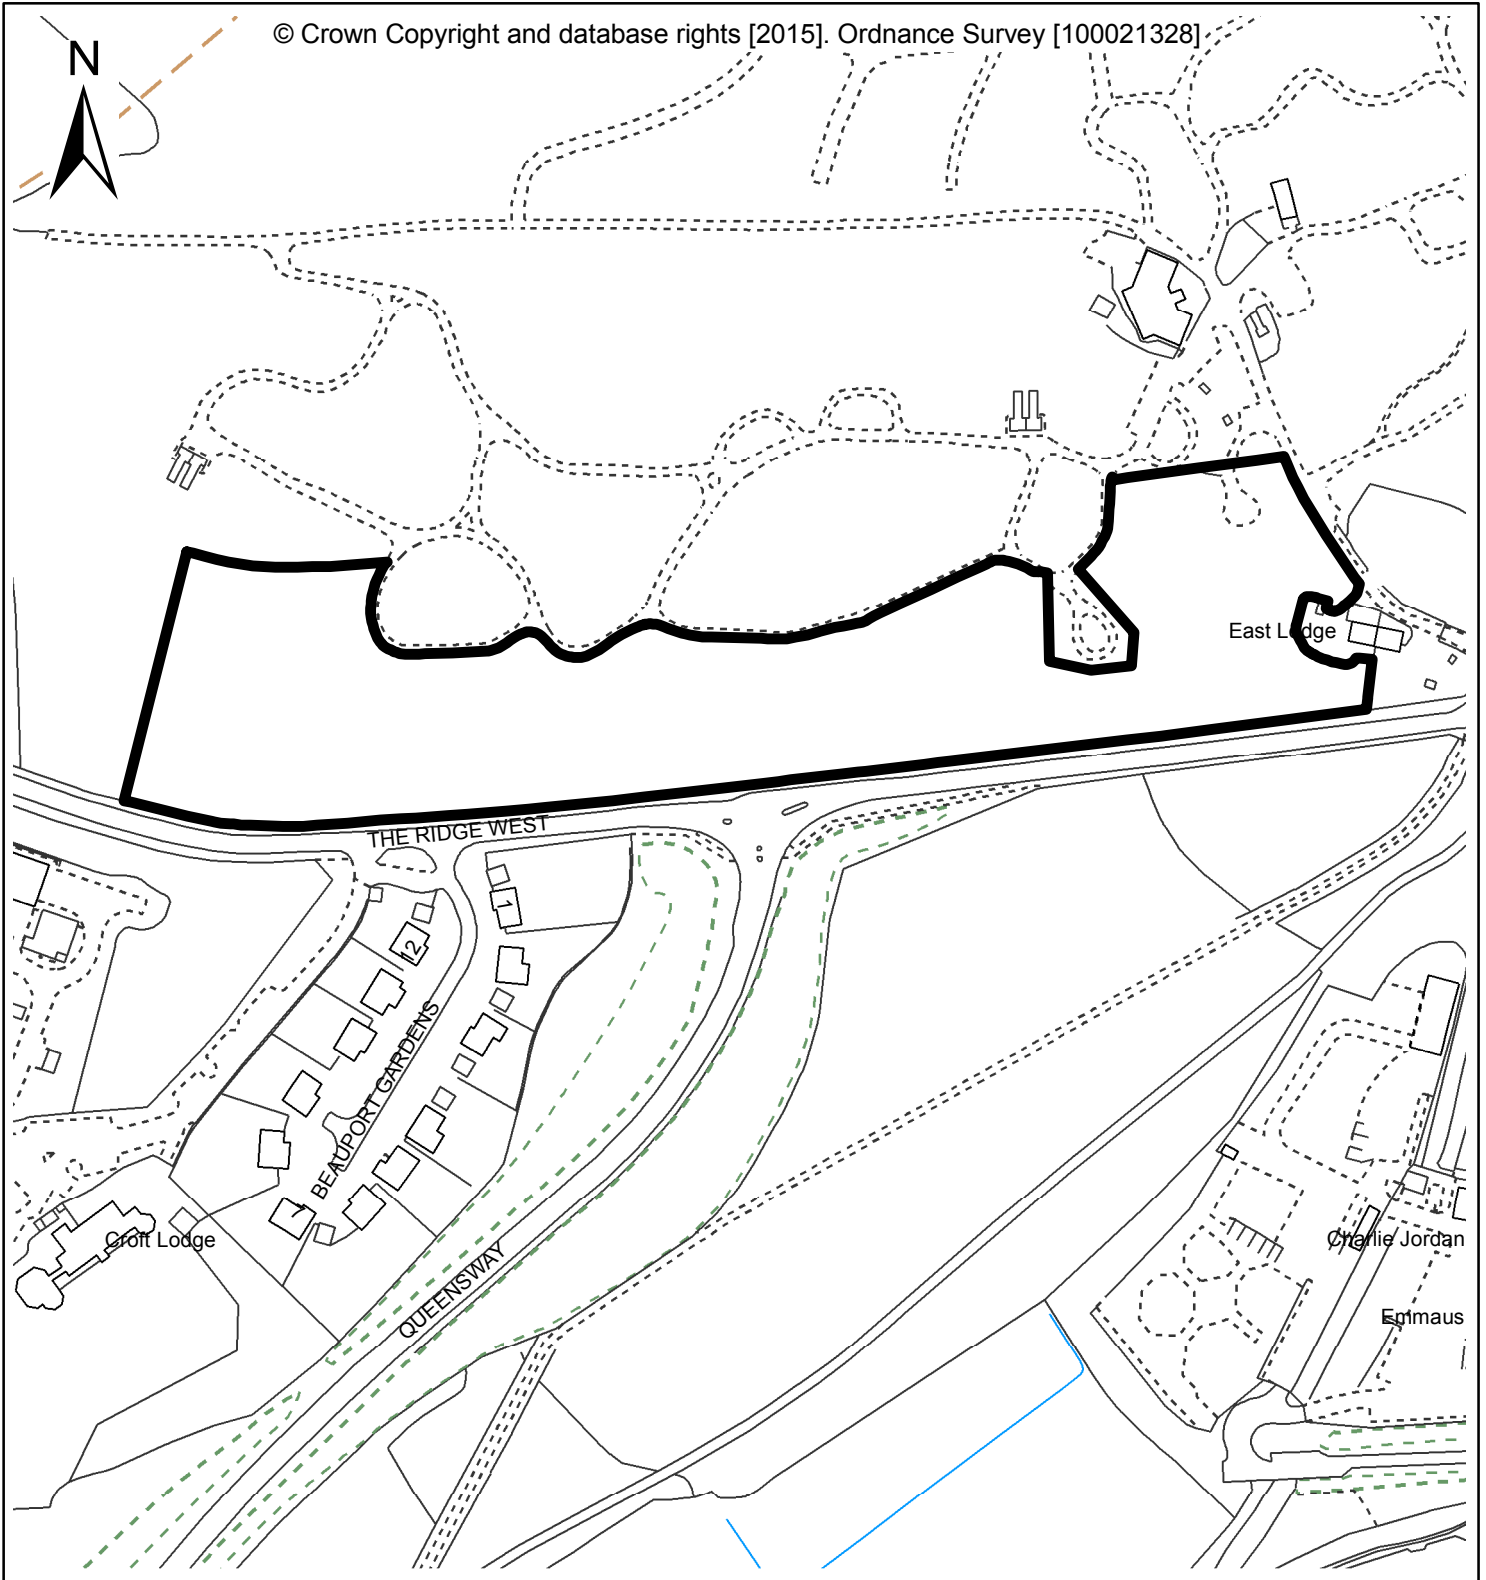 © Crown Copyright and database rights [2015]. Ordnance Survey [100021328]
N
East Lodge
THE RIDGE WEST
1
12
BEAUPORT GARDENS
Croft Lodge
QUEENSWAY
Charlie Jordan
Emmaus